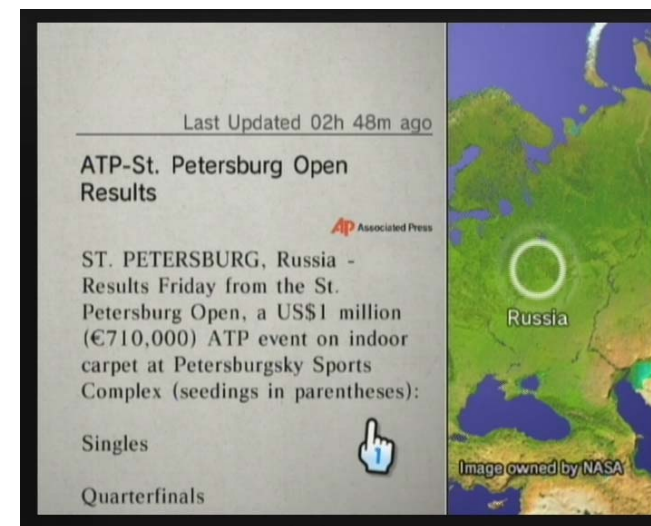 Last Updated 02h 48m ago
ATP-St. Petersburg Open
Results
AP Associated Press
ST. PETERSBURG, Russia -
Results Friday from the St.
Petersburg Open, a US$1 million
(€710,000) ATP event on indoor
carpet at Petersburgsky Sports
Complex (seedings in parentheses):
Singles
1
Quarterfinals
Russia
Image owned by NASA